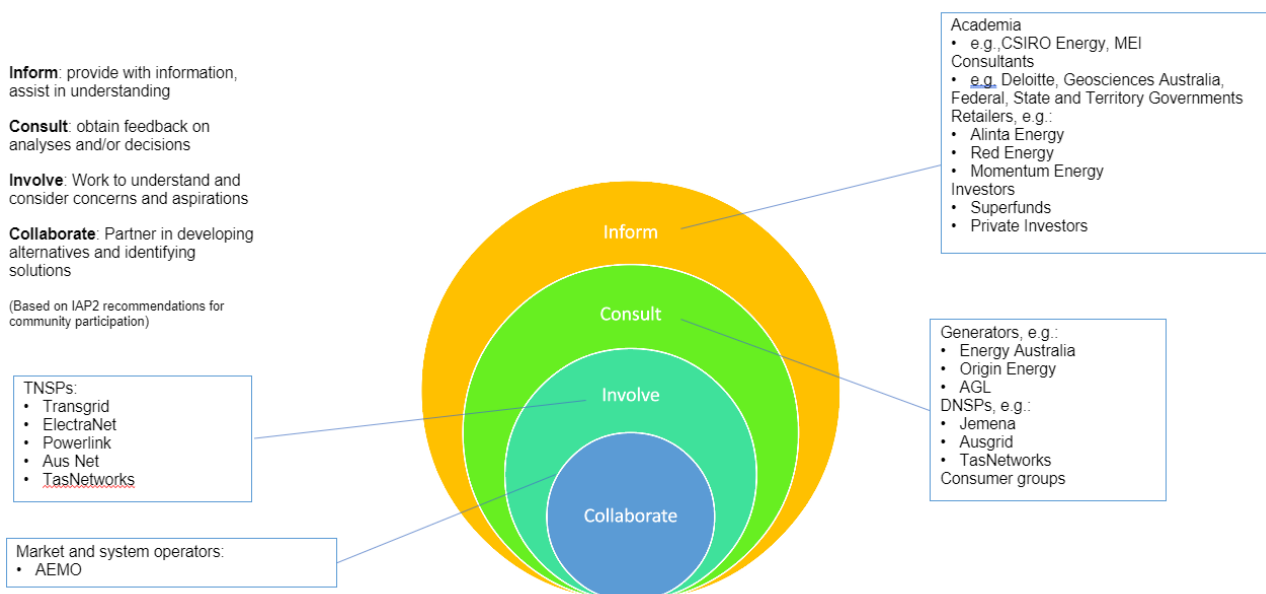 Inform: provide with information,
assist in understanding
Consult: obtain feedback on
analyses and/or decisions
Involve: Work to understand and
consider concerns and aspirations
Collaborate: Partner in developing
alternatives and identifying
solutions
(Based on IAP2 recommendations for
community participation)
TNSPs:
• Transgrid
• ElectraNet
• Powerlink
• Aus Net
• TasNetworks
Market and system operators:
• AEMO
Inform
Consult
Involve
Collaborate
Academia
• e.g.,CSIRO Energy, MEI
Consultants
• e.g. Deloitte, Geosciences Australia,
Federal, State and Territory Governments
Retailers, e.g.:
• Alinta Energy
• Red Energy
• Momentum Energy
Investors
• Superfunds
• Private Investors
Generators, e.g.:
• Energy Australia
• Origin Energy
• AGL
DNSPs, e.g.:
• Jemena
• Ausgrid
• TasNetworks
Consumer groups